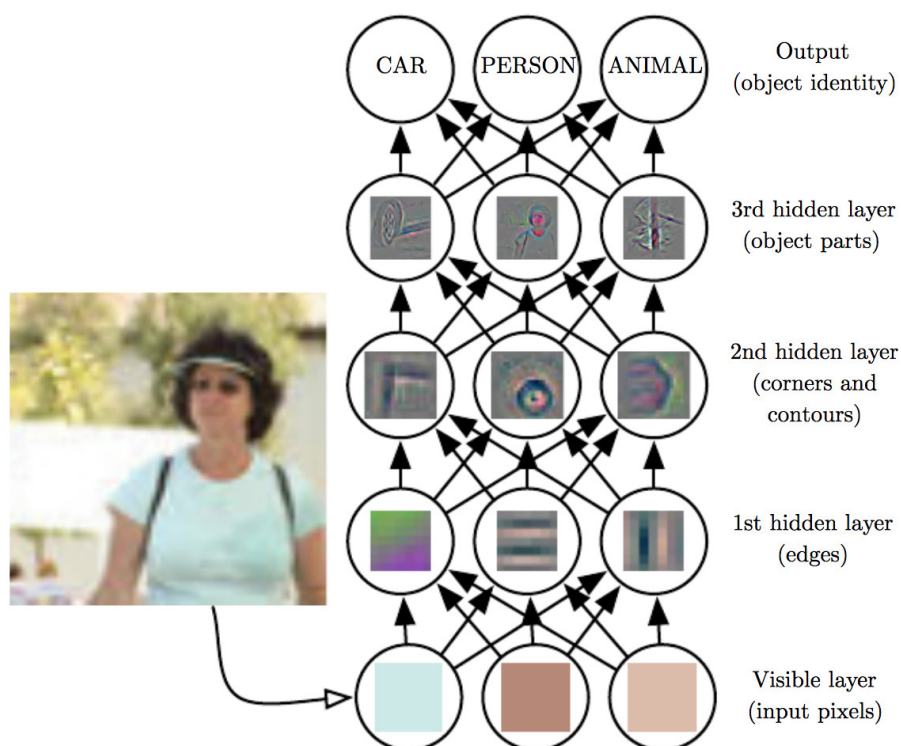 CAR PERSON ANIMAL
Output
(object identity)
3rd hidden layer
(object parts)
2nd hidden layer
(corners and
contours)
1st hidden layer
(edges)
Visible layer
(input pixels)